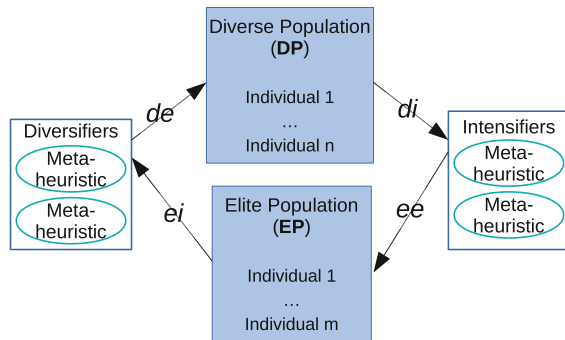 Diverse Population
(DP)
Individual 1
...
Individual n
de
di
Diversifiers
Meta-
heuristic
Meta-
heuristic
Intensifiers
Meta-
heuristic
Meta-
heuristic
ei
ee
Elite Population
(EP)
Individual 1
...
Individual m